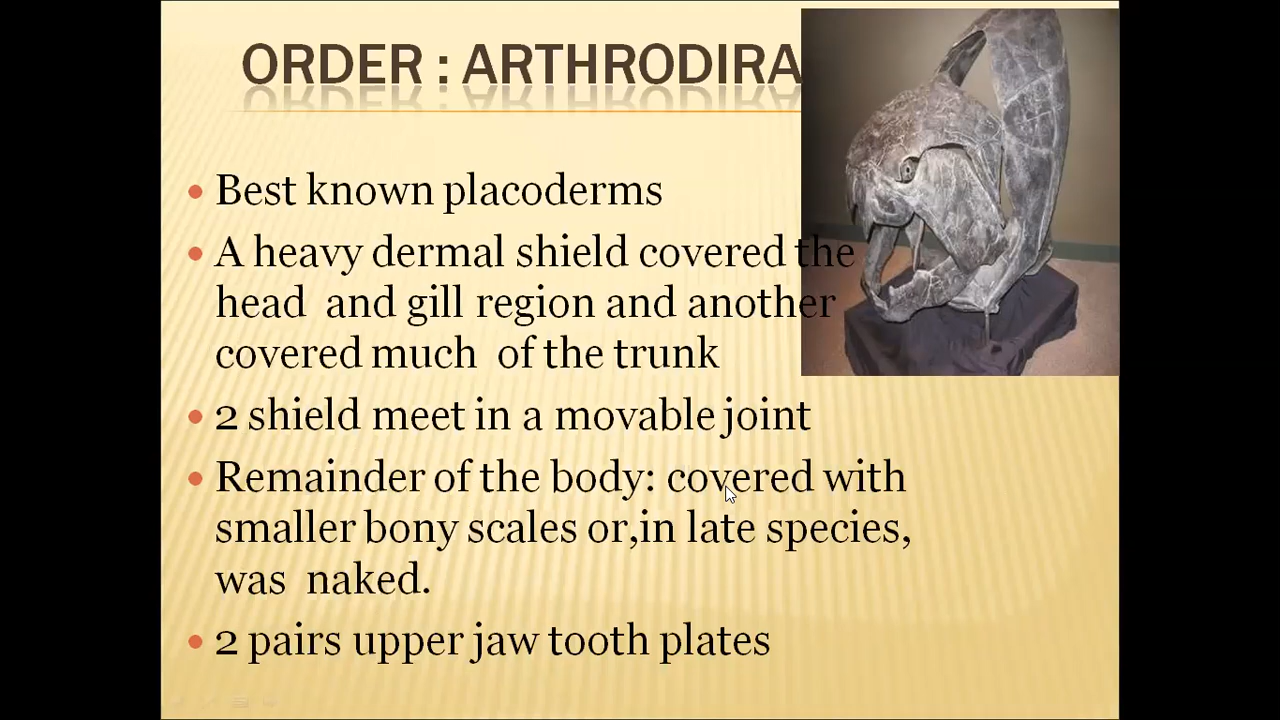 ORDER : ARTHRODIRA
• Best known placoderms
• A heavy dermal shield covered the
head and gill region and another
covered much of the trunk
• 2 shield meet in a movable joint
• Remainder of the body: covered with
smaller bony scales or,in late species,
was naked.
• 2 pairs upper jaw tooth plates